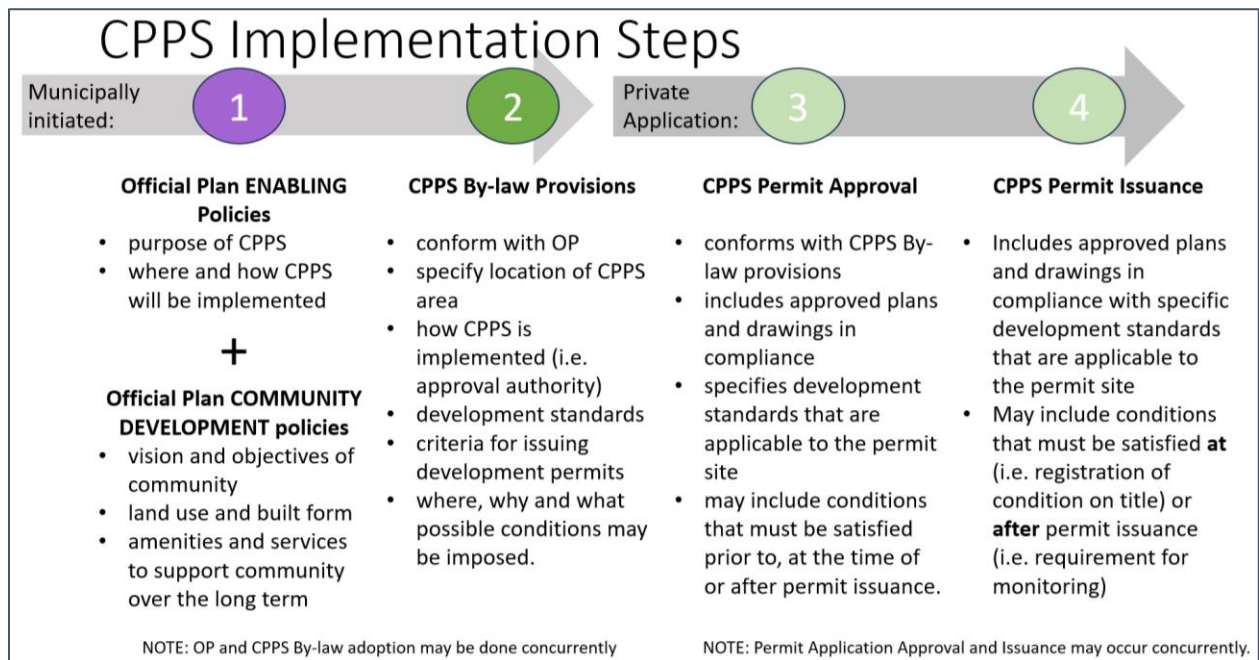 CPPS Implementation Steps
Municipally
initiated:
1
2
Private
Application:
3
4
Official Plan ENABLING
Policies
• purpose of CPPS
• where and how CPPS
will be implemented
+
Official Plan COMMUNITY
DEVELOPMENT policies
• vision and objectives of
community
• land use and built form
• amenities and services
to support community
over the long term
CPPS By-law Provisions
• conform with OP
• specify location of CPPS
area
• how CPPS is
implemented (i.e.
approval authority)
• development standards
• criteria for issuing
development permits
• where, why and what
possible conditions may
be imposed.
CPPS Permit Approval
• conforms with CPPS By-
law provisions
• includes approved plans
and drawings in
compliance
• specifies development
standards that are
applicable to the permit
site
• may include conditions
that must be satisfied
prior to, at the time of
or after permit issuance.
CPPS Permit Issuance
• Includes approved plans
and drawings in
compliance with specific
development standards
that are applicable to
the permit site
• May include conditions
that must be satisfied at
(i.e. registration of
condition on title) or
after permit issuance
(i.e. requirement for
monitoring)
NOTE: OP and CPPS By-law adoption may be done concurrently
NOTE: Permit Application Approval and Issuance may occur concurrently.